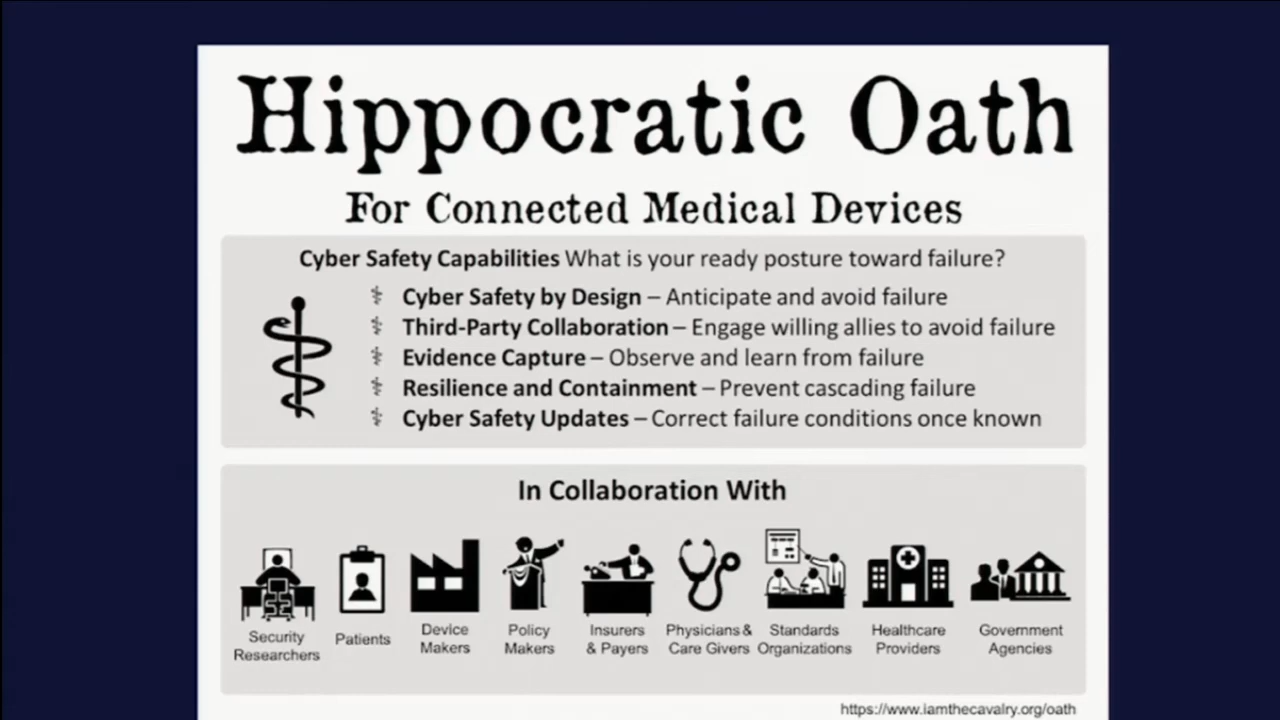 Hippocratic Oath
For Connected Medical Devices
Cyber Safety Capabilities What is your ready posture toward failure?
Cyber Safety by Design – Anticipate and avoid failure
Third-Party Collaboration – Engage willing allies to avoid failure
Evidence Capture – Observe and learn from failure
Resilience and Containment – Prevent cascading failure
Cyber Safety Updates – Correct failure conditions once known
In Collaboration With
Security
Researchers
Patients
Device
Makers
Policy
Makers
Insurers
& Payers
Physicians &
Care Givers
Standards
Organizations
Healthcare
Providers
Government
Agencies
https://www.iamthecavalry.org/oath